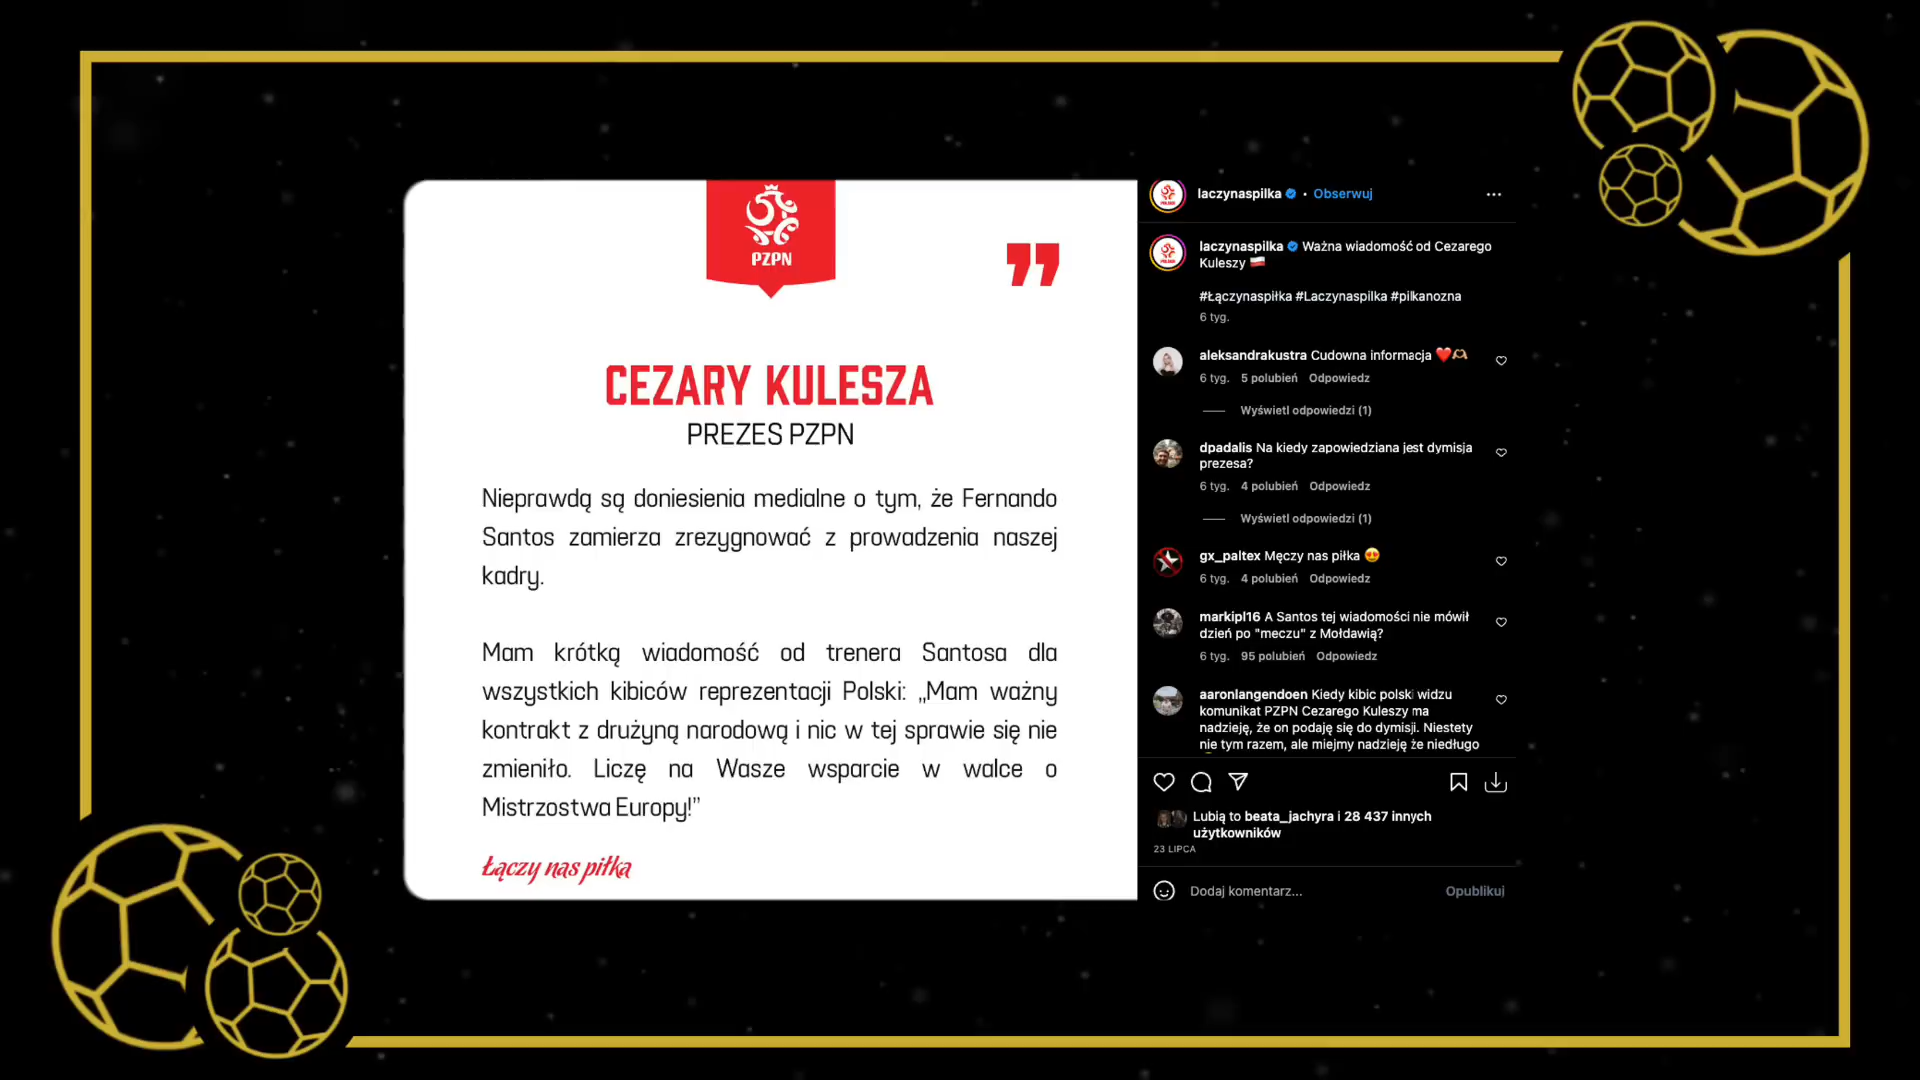 PZPN
”
CEZARY KULESZA
PREZES PZPN
Nieprawdą są doniesienia medialne o tym, że Fernando
Santos zamierza zrezygnować z prowadzenia naszej
kadry.
Mam krótką wiadomość od trenera Santosa dla
wszystkich kibiców reprezentacji Polski: „Mam ważny
kontrakt z drużyną narodową i nic w tej sprawie się nie
zmieniło. Liczę na Wasze wsparcie w walce o
Mistrzostwa Europy!”
Łączy nas piłka
laczynaspilka • Obserwuj
laczynaspilka Ważna wiadomość od Cezarego
Kuleszy 🇵🇱
#Łączynaspiłka #Laczynaspilka #pilkanozna
6 tyg.
aleksandrakustra Cudowna informacja ❤️🫶
6 tyg. 5 polubień Odpowiedz
Wyświetl odpowiedzi (1)
dpadalis Na kiedy zapowiedziana jest dymisja
prezesa?
6 tyg. 4 polubień Odpowiedz
Wyświetl odpowiedzi (1)
gx_paltex Męczy nas piłka 😍
6 tyg. 4 polubień Odpowiedz
markipl16 A Santos tej wiadomości nie mówił
dzień po "meczu" z Mołdawią?
6 tyg. 95 polubień Odpowiedz
aaronlangendoen Kiedy kibic polski widzu
komunikat PZPN Cezarego Kuleszy ma
nadzieję, że on podaję się do dymisji. Niestety
nie tym razem, ale miejmy nadzieję że niedługo
Lubią to beata_jachyra i 28 437 innych
użytkowników
23 LIPCA
Dodaj komentarz...
Opublikuj